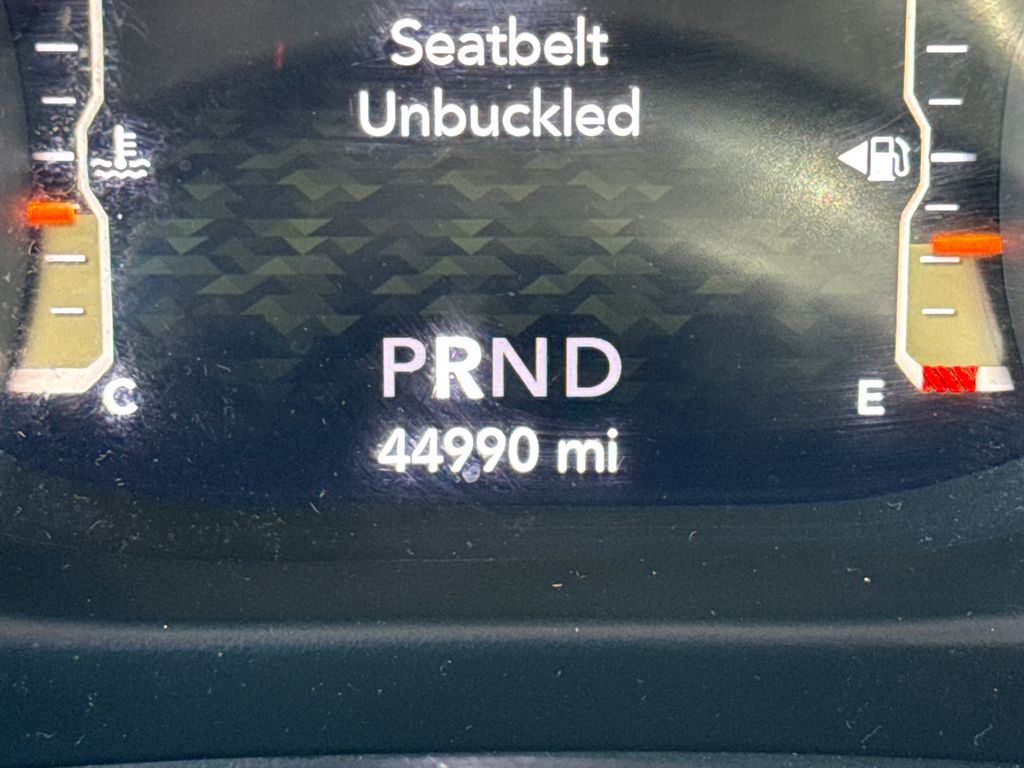 Seatbelt
Unbuckled
PRND
C
E
44990 mi